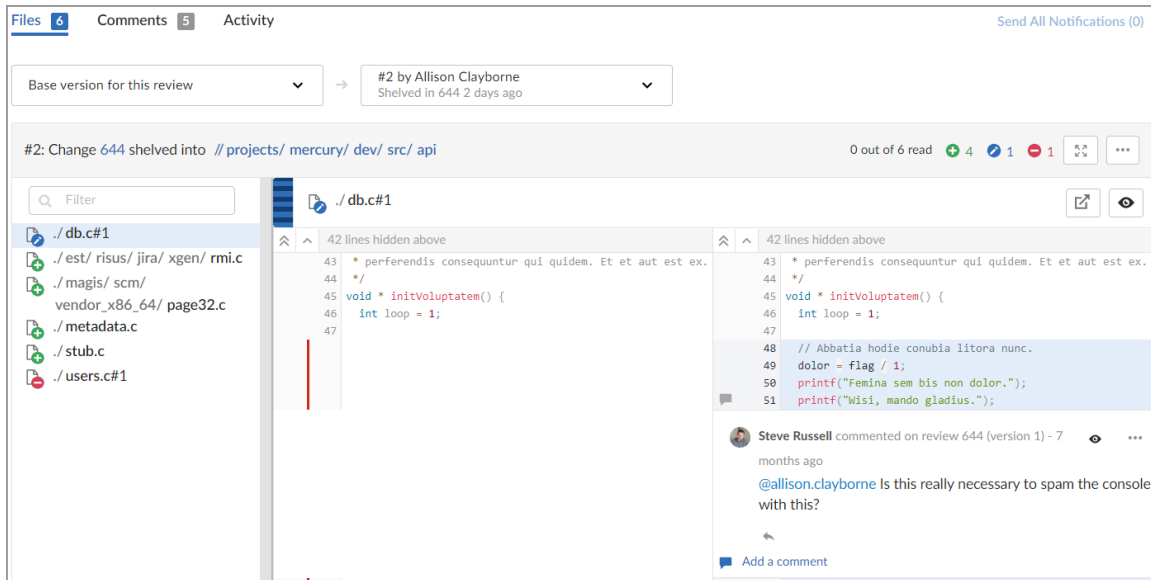 Files 6 Comments 5 Activity Send All Notifications (0)
Base version for this review
#2 by Allison Clayborne
Shelved in 644 2 days ago
#2: Change 644 shelved into // projects/ mercury/ dev/ src/ api
0 out of 6 read 4 1 1
Filter
./ db.c#1
./ est/ risus/ jira/ xgen/ rmi.c
./ magis/ scm/
vendor_x86_64/ page32.c
./ metadata.c
./ stub.c
./ users.c#1
./ db.c#1
42 lines hidden above
43 * perferendis consequuntur qui quidem. Et et aut est ex.
44 */
45 void * initVoluptatem() {
46 int loop = 1;
47
42 lines hidden above
43 * perferendis consequuntur qui quidem. Et et aut est ex.
44 */
45 void * initVoluptatem() {
46 int loop = 1;
47
48 // Abbatia hodie conubia litora nunc.
49 dolor = flag / 1;
50 printf("Femina sem bis non dolor.");
51 printf("Wisi, mando gladius.");
Steve Russell commented on review 644 (version 1) - 7
months ago
@allison.clayborne Is this really necessary to spam the console
with this?
Add a comment